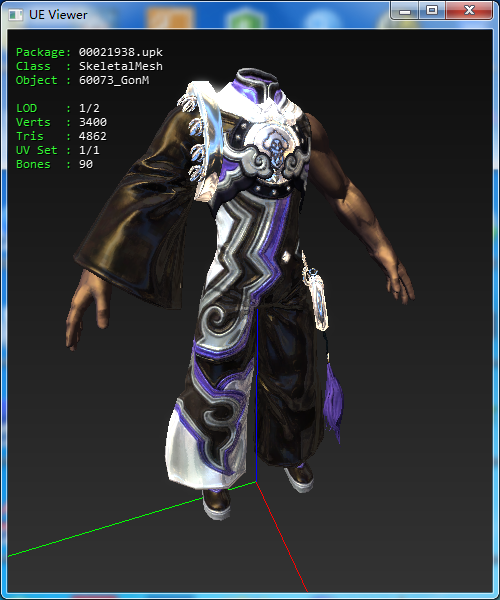 UE Viewer
Package: 00021938.upk
Class  : SkeletalMesh
Object : 60073_GonM
LOD    : 1/2
Verts  : 3400
Tris   : 4862
UV Set : 1/1
Bones  : 90